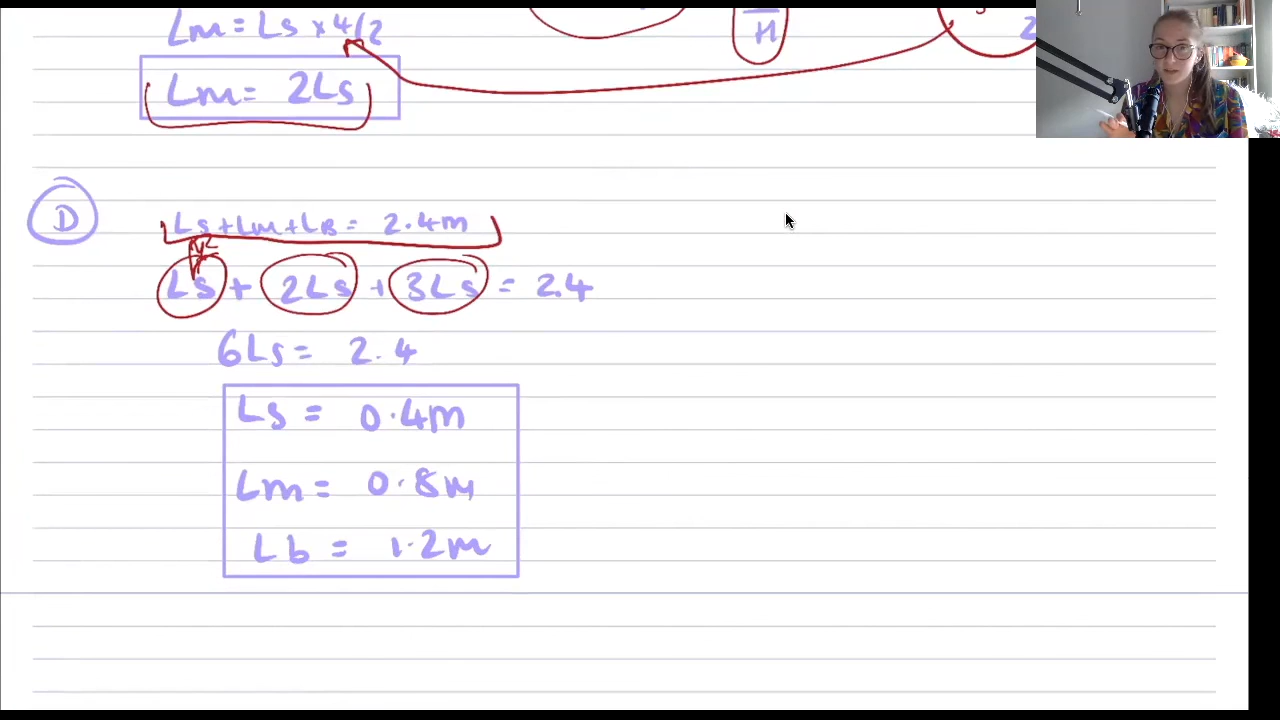 Lm = Ls x 4/2
H
2
Lm = 2Ls
D
Ls + Lm + LB = 2.4m
Ls + 2Ls + 3Ls = 2.4
6Ls = 2.4
Ls = 0.4m
Lm = 0.8m
Lb = 1.2m